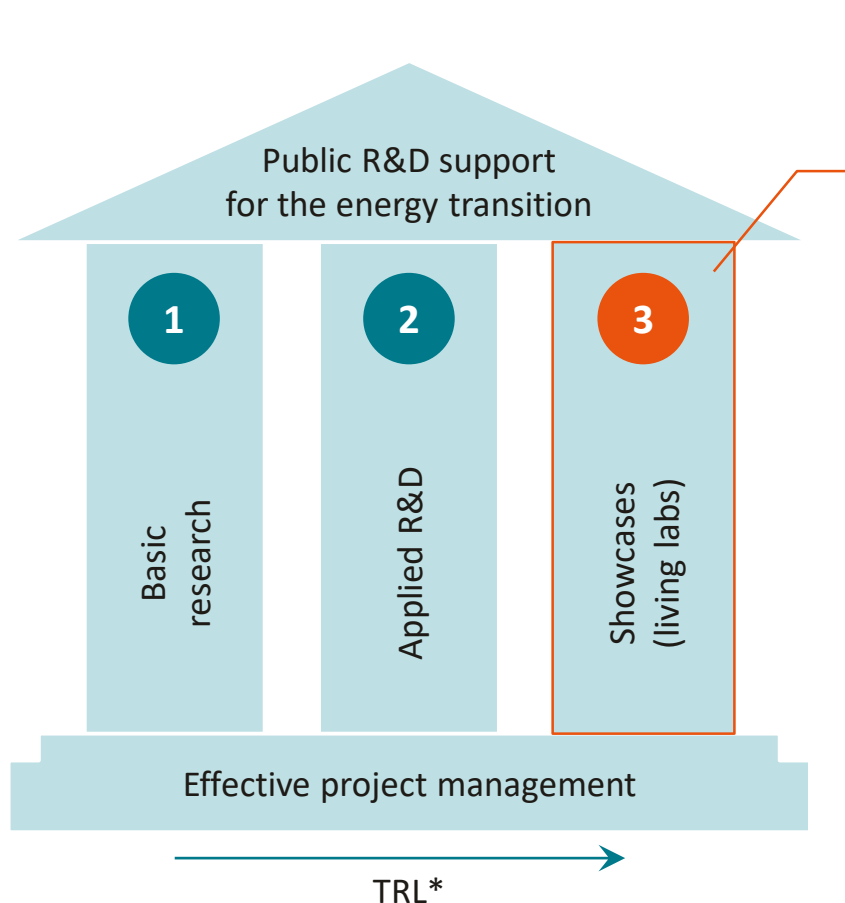 Public R&D support
for the energy transition
1
2
3
Basic
research
Applied R&D
Showcases
(living labs)
Effective project management
TRL*